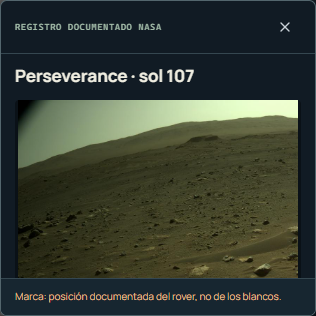 REGISTRO DOCUMENTADO NASA
Perseverance · sol 107
Marca: posición documentada del rover, no de los blancos.